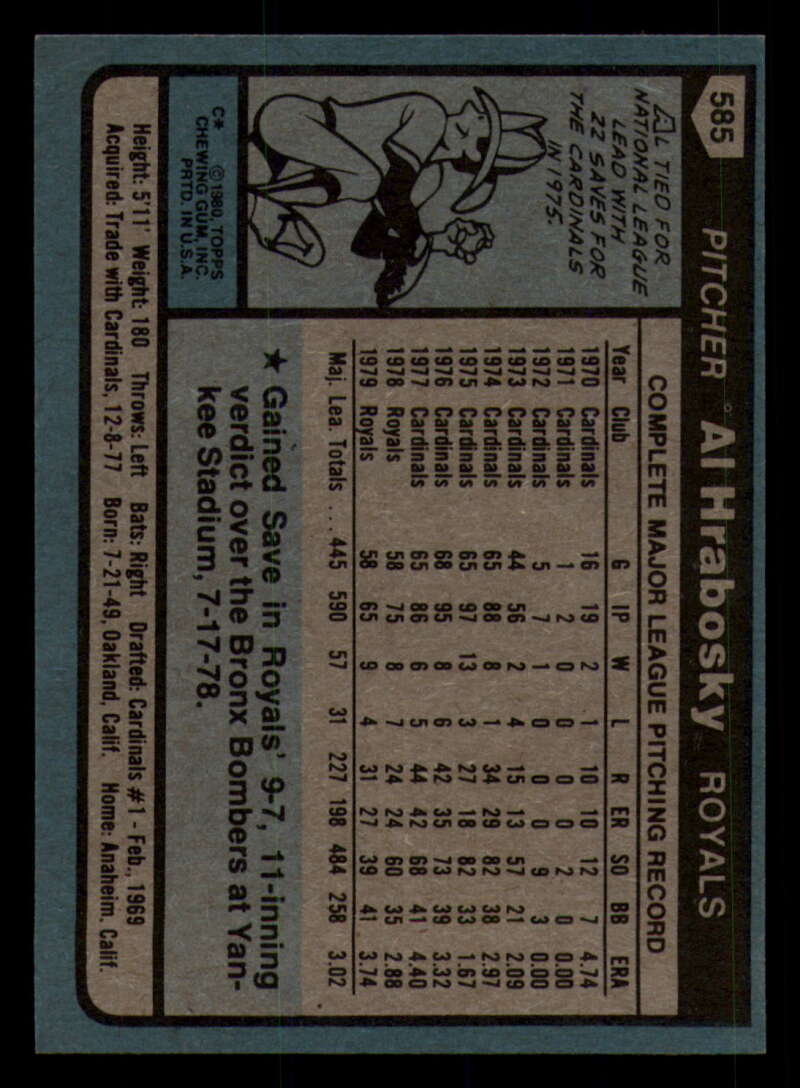 585
PITCHER Al Hrabosky ROYALS
AL TIED FOR
NATIONAL LEAGUE
LEAD WITH
22 SAVES FOR
THE CARDINALS
IN 1975.
C* ©1980, TOPPS
CHEWING GUM, INC.
PRTD. IN U.S.A.
COMPLETE MAJOR LEAGUE PITCHING RECORD
Year Club G IP W L R ER SO BB ERA
1970 Cardinals 16 19 2 1 10 10 12 7 4.74
1971 Cardinals 1 2 0 0 0 0 2 0 0.00
1972 Cardinals 5 7 1 0 0 0 9 3 0.00
1973 Cardinals 44 56 2 4 15 13 57 21 2.09
1974 Cardinals 65 88 8 1 34 29 82 38 2.97
1975 Cardinals 65 97 13 3 27 18 82 33 1.67
1976 Cardinals 68 95 8 6 42 35 73 39 3.32
1977 Cardinals 65 86 6 5 44 42 68 41 4.40
1978 Royals 58 75 8 7 24 24 60 35 2.88
1979 Royals 58 65 9 4 31 27 39 41 3.74
Maj. Lea. Totals ... 445 590 57 31 227 198 484 258 3.02
★ Gained Save in Royals' 9-7, 11-inning
verdict over the Bronx Bombers at Yan-
kee Stadium, 7-17-78.
Height: 5'11' Weight: 180 Throws: Left Bats: Right Drafted: Cardinals #1 - Feb., 1969
Acquired: Trade with Cardinals, 12-8-77 Born: 7-21-49, Oakland, Calif. Home: Anaheim, Calif.